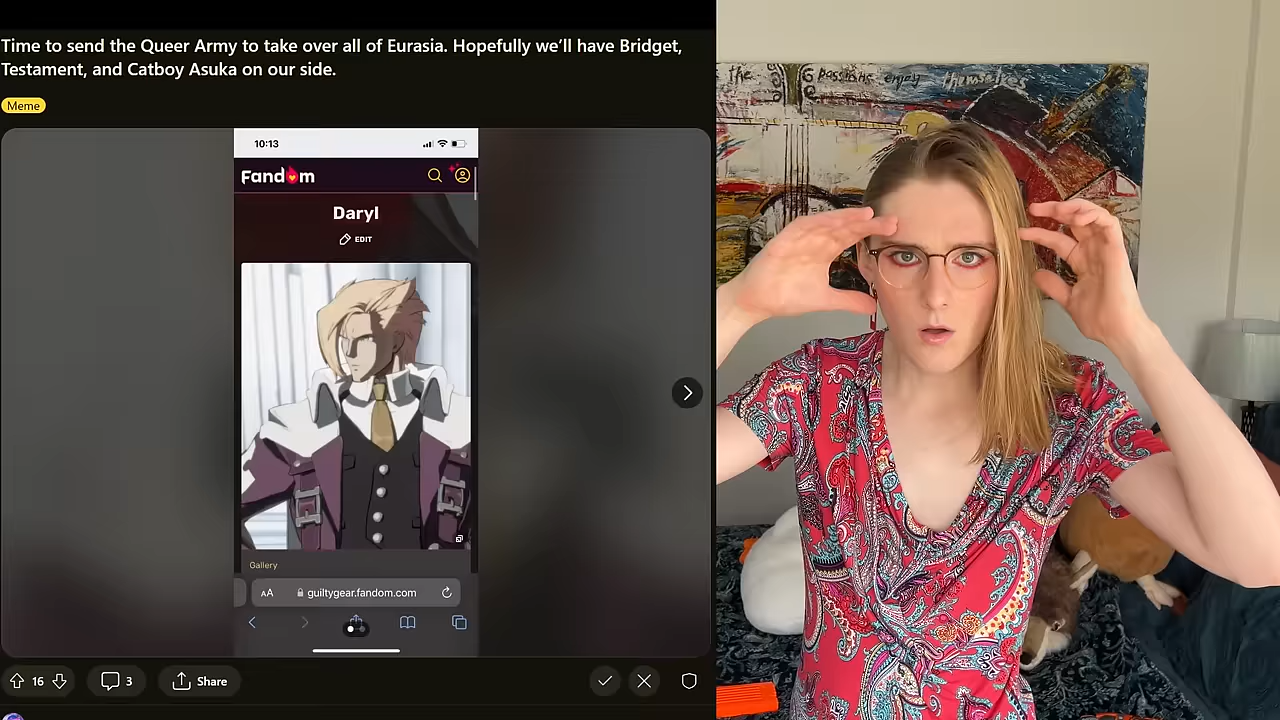 Time to send the Queer Army to take over all of Eurasia. Hopefully we’ll have Bridget,
Testament, and Catboy Asuka on our side.
Meme
10:13
Fandom
Daryl
EDIT
Gallery
AA guiltygear.fandom.com
16
3
Share
the passions enjoy themselves